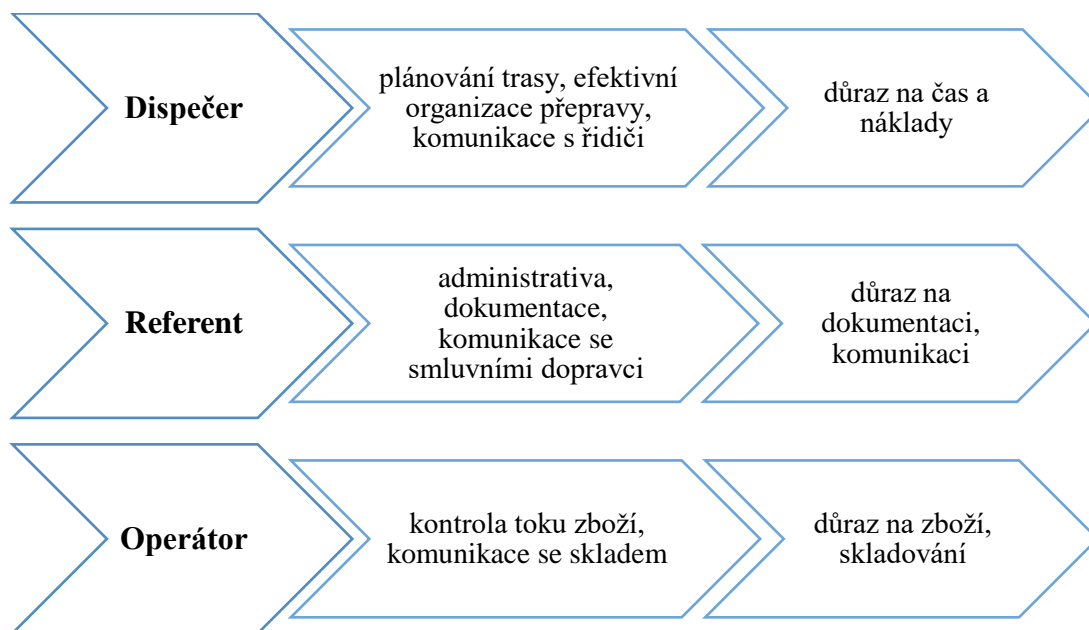 Dispečer
plánování trasy, efektivní
organizace přepravy,
komunikace s řidiči
důraz na čas a
náklady
Referent
administrativa,
dokumentace,
komunikace se
smluvními dopravci
důraz na
dokumentaci,
komunikaci
Operátor
kontrola toku zboží,
komunikace se skladem
důraz na zboží,
skladování